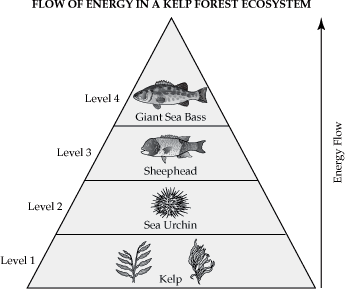 FLOW OF ENERGY IN A KELP FOREST ECOSYSTEM
Level 4
Giant Sea Bass
Level 3
Sheephead
Level 2
Sea Urchin
Level 1
Kelp
Energy Flow